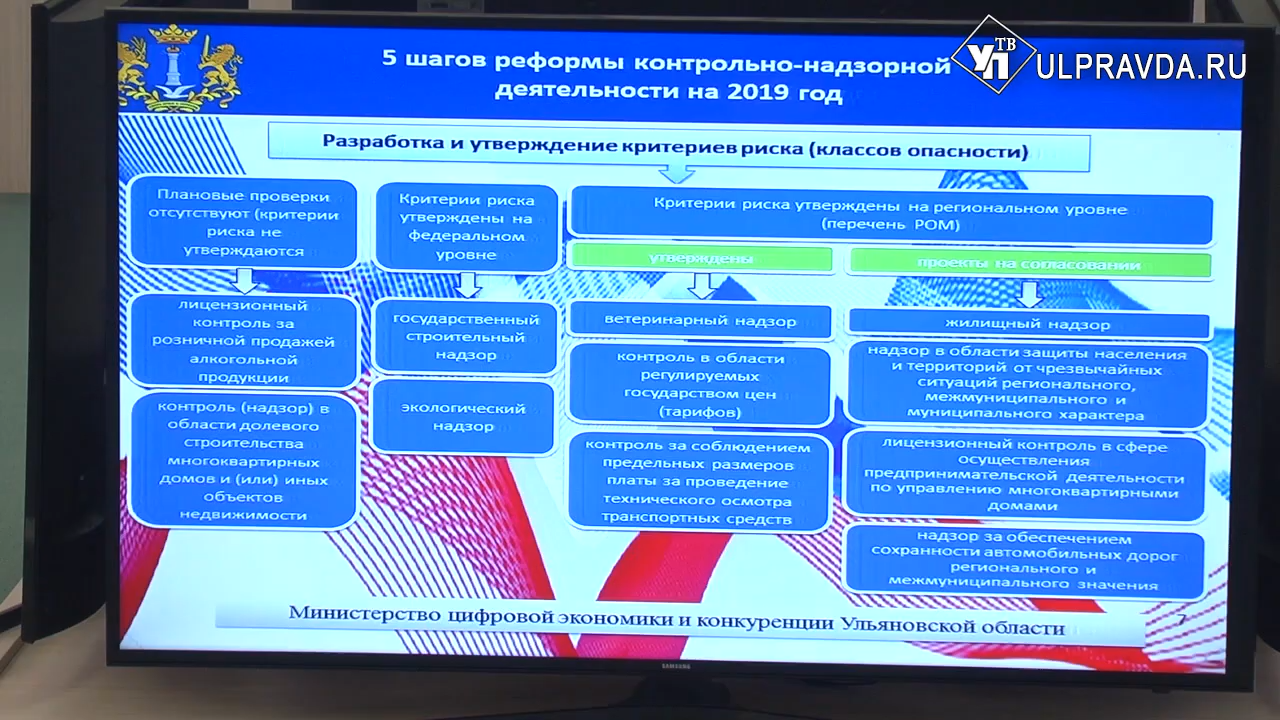 5 шагов реформы контрольно-надзорной
деятельности на 2019 год
УП ТВ
ULPRAVDA.RU
Разработка и утверждение критериев риска (классов опасности)
Плановые проверки
отсутствуют (критерии
риска не
утверждаются
Критерии риска
утверждены на
федеральном
уровне
Критерии риска утверждены на региональном уровне
(перечень РОМ)
утверждены
проекты на согласовании
лицензионный
контроль за
розничной продажей
алкогольной
продукции
контроль (надзор) в
области долевого
строительства
многоквартирных
домов и (или) иных
объектов
недвижимости
государственный
строительный
надзор
экологический
надзор
ветеринарный надзор
контроль в области
регулируемых
государством цен
(тарифов)
контроль за соблюдением
предельных размеров
платы за проведение
технического осмотра
транспортных средств
жилищный надзор
надзор в области защиты населения
и территорий от чрезвычайных
ситуаций регионального,
межмуниципального и
муниципального характера
лицензионный контроль в сфере
осуществления
предпринимательской деятельности
по управлению многоквартирными
домами
надзор за обеспечением
сохранности автомобильных дорог
регионального и
межмуниципального значения
Министерство цифровой экономики и конкуренции Ульяновской области
7
SAMSUNG